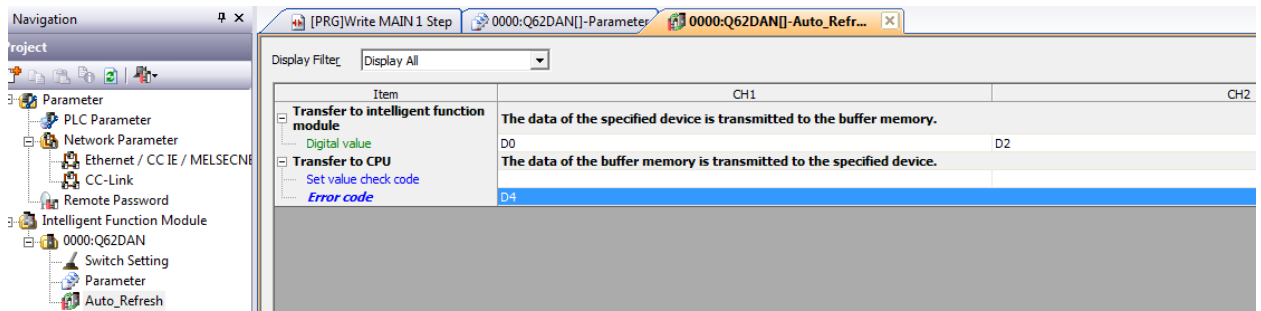 Navigation
[PRG]Write MAIN 1 Step
0000:Q62DAN[]-Parameter
0000:Q62DAN[]-Auto_Refr...
Project
Display Filter
Display All
Parameter
PLC Parameter
Network Parameter
Ethernet / CC IE / MELSECNE
CC-Link
Remote Password
Intelligent Function Module
0000:Q62DAN
Switch Setting
Parameter
Auto_Refresh
Item CH1 CH2
Transfer to intelligent function module The data of the specified device is transmitted to the buffer memory.
Digital value D0 D2
Transfer to CPU The data of the buffer memory is transmitted to the specified device.
Set value check code
Error code D4